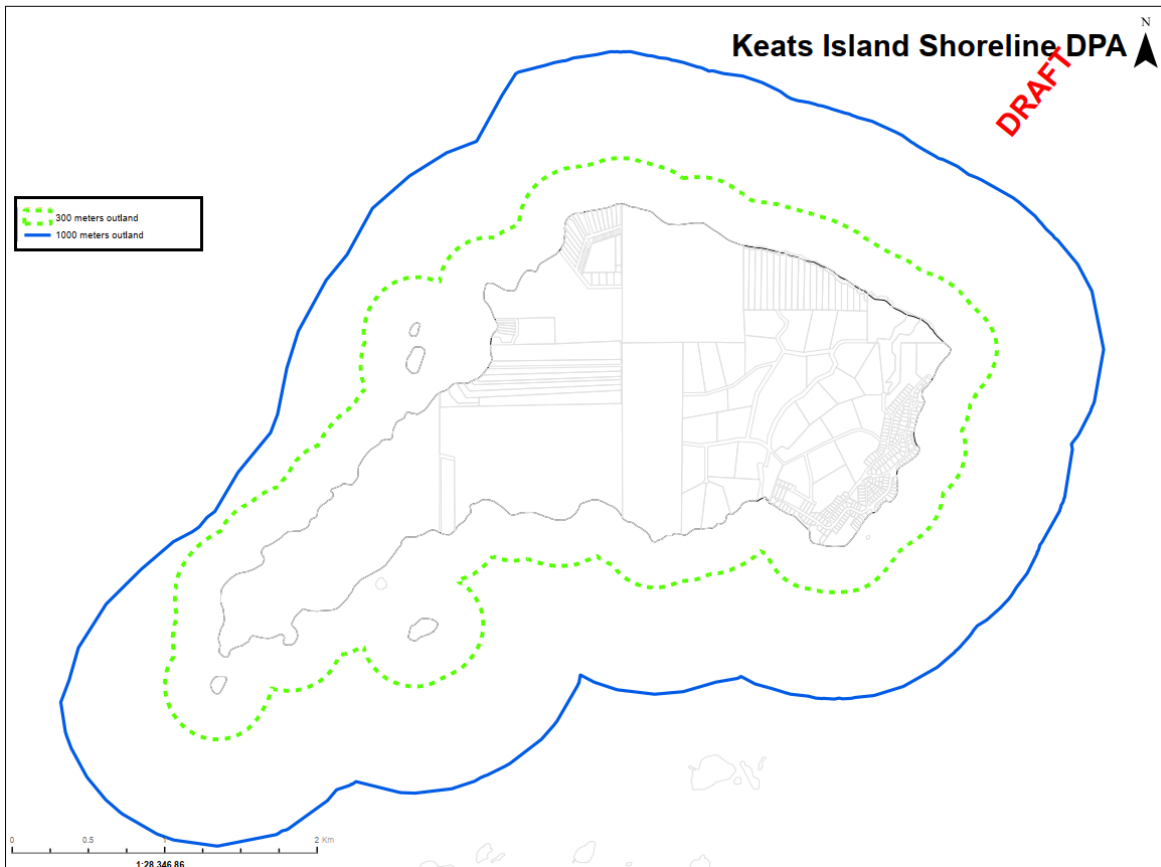 Keats Island Shoreline DPA
N
DRAFT
300 meters outland
1000 meters outland
0 0.5 1 2 Km
1:28,346.86